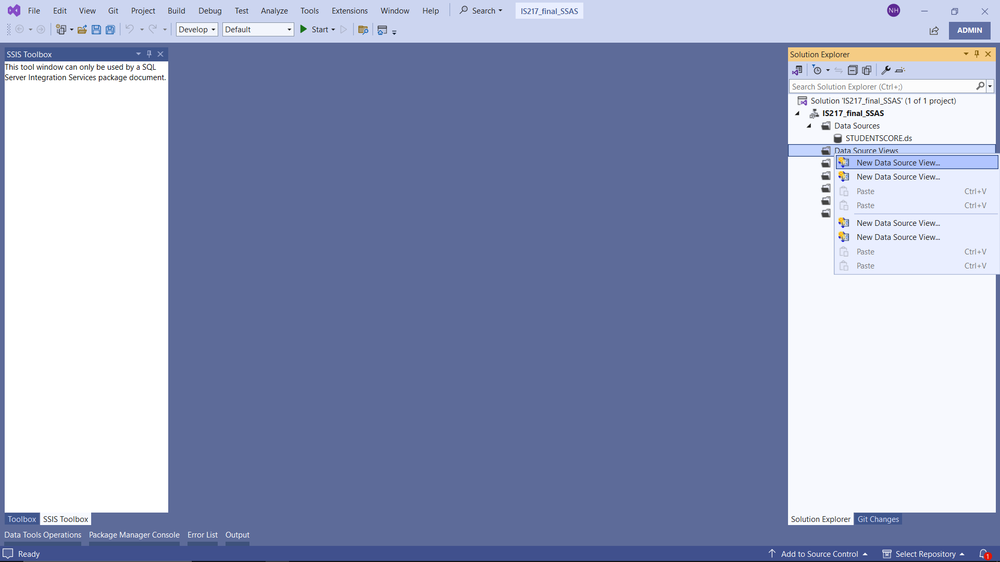 File Edit View Git Project Build Debug Test Analyze Tools Extensions Window Help Search IS217_final_SSAS NH
Develop Default Start ADMIN
SSIS Toolbox
This tool window can only be used by a SQL
Server Integration Services package document.
Solution Explorer
Search Solution Explorer (Ctrl+;)
Solution 'IS217_final_SSAS' (1 of 1 project)
IS217_final_SSAS
Data Sources
STUDENTSCORE.ds
Data Source Views
New Data Source View...
New Data Source View...
Paste Ctrl+V
Paste Ctrl+V
New Data Source View...
New Data Source View...
Paste Ctrl+V
Paste Ctrl+V
Toolbox SSIS Toolbox
Solution Explorer Git Changes
Data Tools Operations Package Manager Console Error List Output
Ready Add to Source Control Select Repository 1